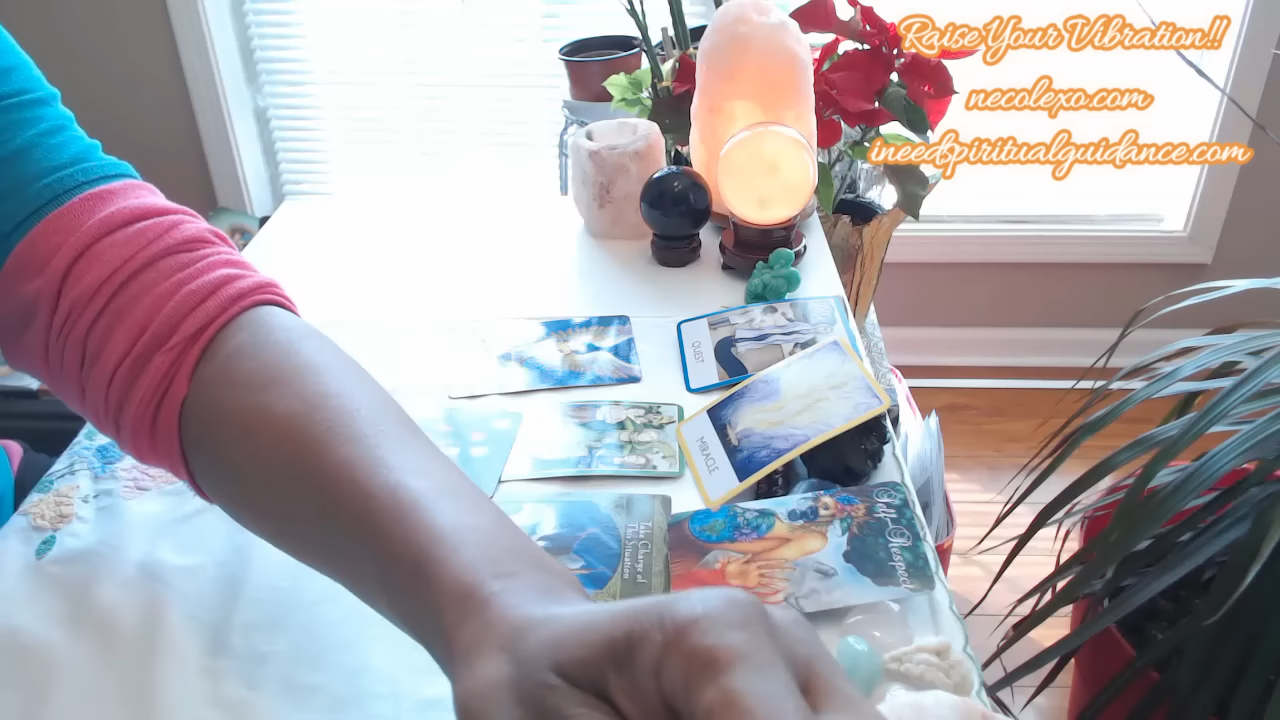 Raise Your Vibration!!
necolexo.com
ineedspiritualguidance.com
QUEST
MIRACLE
Take Charge of
This Situation
Self-Respect